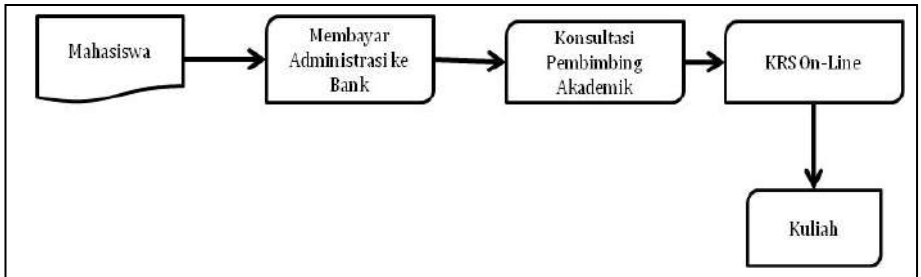 Mahasiswa
Membayar
Administrasi ke
Bank
Konsultasi
Pembimbing
Akademik
KRS On-Line
Kuliah